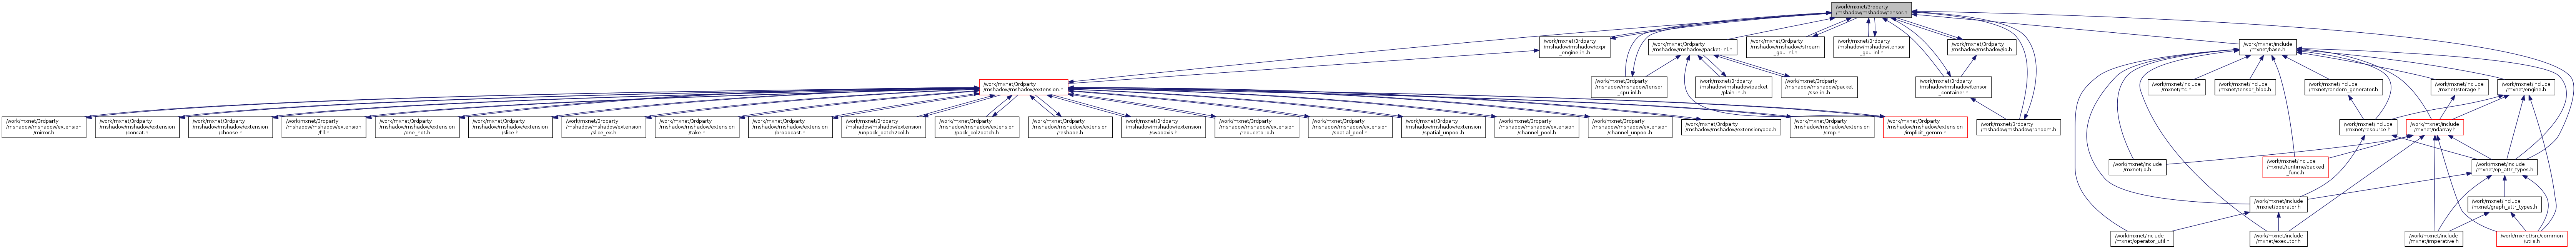 /work/mxnet/3rdparty
/mshadow/mshadow/tensor.h
/work/mxnet/3rdparty
/mshadow/mshadow/expr
_engine-inl.h
/work/mxnet/3rdparty
/mshadow/mshadow/packet-inl.h
/work/mxnet/3rdparty
/mshadow/mshadow/stream
_gpu-inl.h
/work/mxnet/3rdparty
/mshadow/mshadow/tensor
_gpu-inl.h
/work/mxnet/3rdparty
/mshadow/mshadow/io.h
/work/mxnet/include
/mxnet/base.h
/work/mxnet/3rdparty
/mshadow/mshadow/extension.h
/work/mxnet/3rdparty
/mshadow/mshadow/tensor
_cpu-inl.h
/work/mxnet/3rdparty
/mshadow/mshadow/packet
/plain-inl.h
/work/mxnet/3rdparty
/mshadow/mshadow/packet
/sse-inl.h
/work/mxnet/3rdparty
/mshadow/mshadow/tensor
_container.h
/work/mxnet/include
/mxnet/rtc.h
/work/mxnet/include
/mxnet/tensor_blob.h
/work/mxnet/include
/mxnet/random_generator.h
/work/mxnet/include
/mxnet/storage.h
/work/mxnet/include
/mxnet/engine.h
/work/mxnet/3rdparty
/mshadow/mshadow/extension
/mirror.h
/work/mxnet/3rdparty
/mshadow/mshadow/extension
/concat.h
/work/mxnet/3rdparty
/mshadow/mshadow/extension
/choose.h
/work/mxnet/3rdparty
/mshadow/mshadow/extension
/fill.h
/work/mxnet/3rdparty
/mshadow/mshadow/extension
/one_hot.h
/work/mxnet/3rdparty
/mshadow/mshadow/extension
/slice.h
/work/mxnet/3rdparty
/mshadow/mshadow/extension
/slice_ex.h
/work/mxnet/3rdparty
/mshadow/mshadow/extension
/take.h
/work/mxnet/3rdparty
/mshadow/mshadow/extension
/broadcast.h
/work/mxnet/3rdparty
/mshadow/mshadow/extension
/unpack_patch2col.h
/work/mxnet/3rdparty
/mshadow/mshadow/extension
/pack_col2patch.h
/work/mxnet/3rdparty
/mshadow/mshadow/extension
/reshape.h
/work/mxnet/3rdparty
/mshadow/mshadow/extension
/swapaxis.h
/work/mxnet/3rdparty
/mshadow/mshadow/extension
/reduceto1d.h
/work/mxnet/3rdparty
/mshadow/mshadow/extension
/spatial_pool.h
/work/mxnet/3rdparty
/mshadow/mshadow/extension
/spatial_unpool.h
/work/mxnet/3rdparty
/mshadow/mshadow/extension
/channel_pool.h
/work/mxnet/3rdparty
/mshadow/mshadow/extension
/channel_unpool.h
/work/mxnet/3rdparty
/mshadow/mshadow/extension/pad.h
/work/mxnet/3rdparty
/mshadow/mshadow/extension
/crop.h
/work/mxnet/3rdparty
/mshadow/mshadow/extension
/implicit_gemm.h
/work/mxnet/3rdparty
/mshadow/mshadow/random.h
/work/mxnet/include
/mxnet/resource.h
/work/mxnet/include
/mxnet/ndarray.h
/work/mxnet/include
/mxnet/io.h
/work/mxnet/include
/mxnet/runtime/packed
_func.h
/work/mxnet/include
/mxnet/op_attr_types.h
/work/mxnet/include
/mxnet/operator.h
/work/mxnet/include
/mxnet/graph_attr_types.h
/work/mxnet/include
/mxnet/operator_util.h
/work/mxnet/include
/mxnet/executor.h
/work/mxnet/include
/mxnet/imperative.h
/work/mxnet/src/common
/utils.h